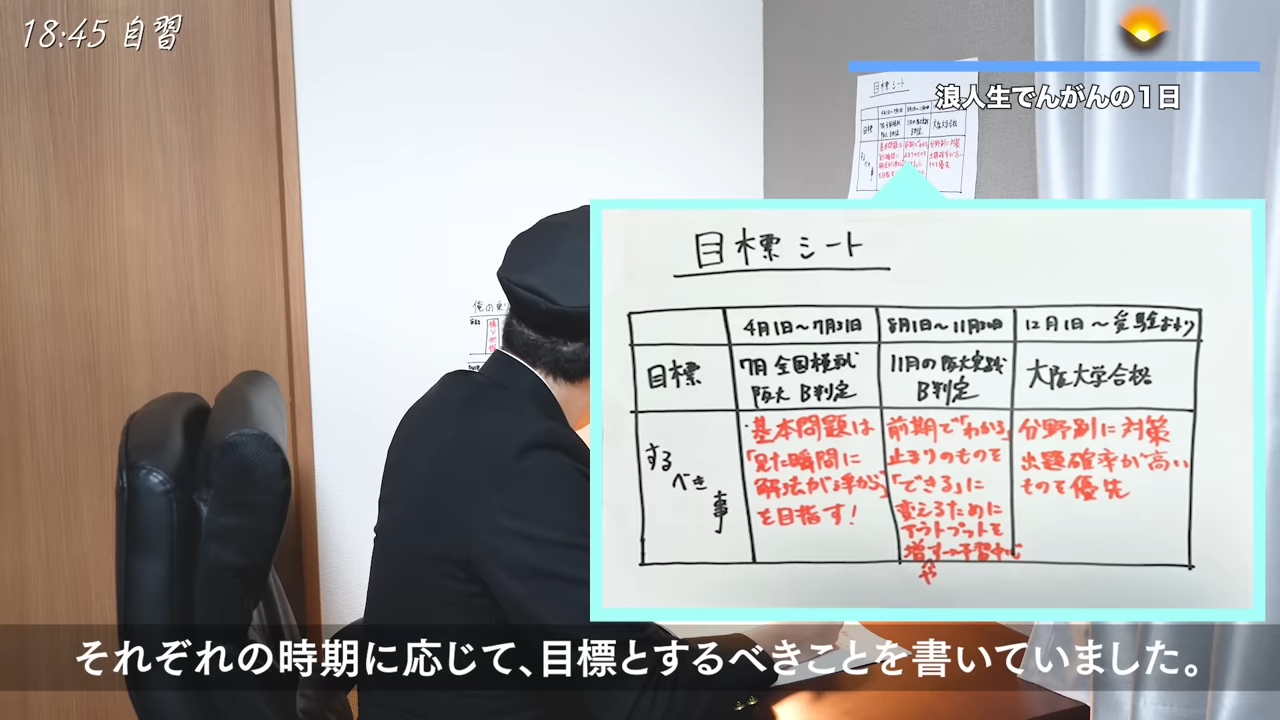 18:45 自習
浪人生でんがんの1日
目標シート
4月1日～7月31日
8月1日～11月30日
12月1日～受験おわり
目標
7月 全国模試
阪大 B判定
11月の阪大実戦
B判定
大阪大学合格
するべき事
基本問題は
「見た瞬間に
解法が浮かぶ」
を目指す！
前期で「わかる」
止まりのものを
「できる」に
変えるために
アウトプットを
増す
分野別に対策
出題確率が高い
ものを優先
それぞれの時期に応じて、目標とするべきことを書いていました。